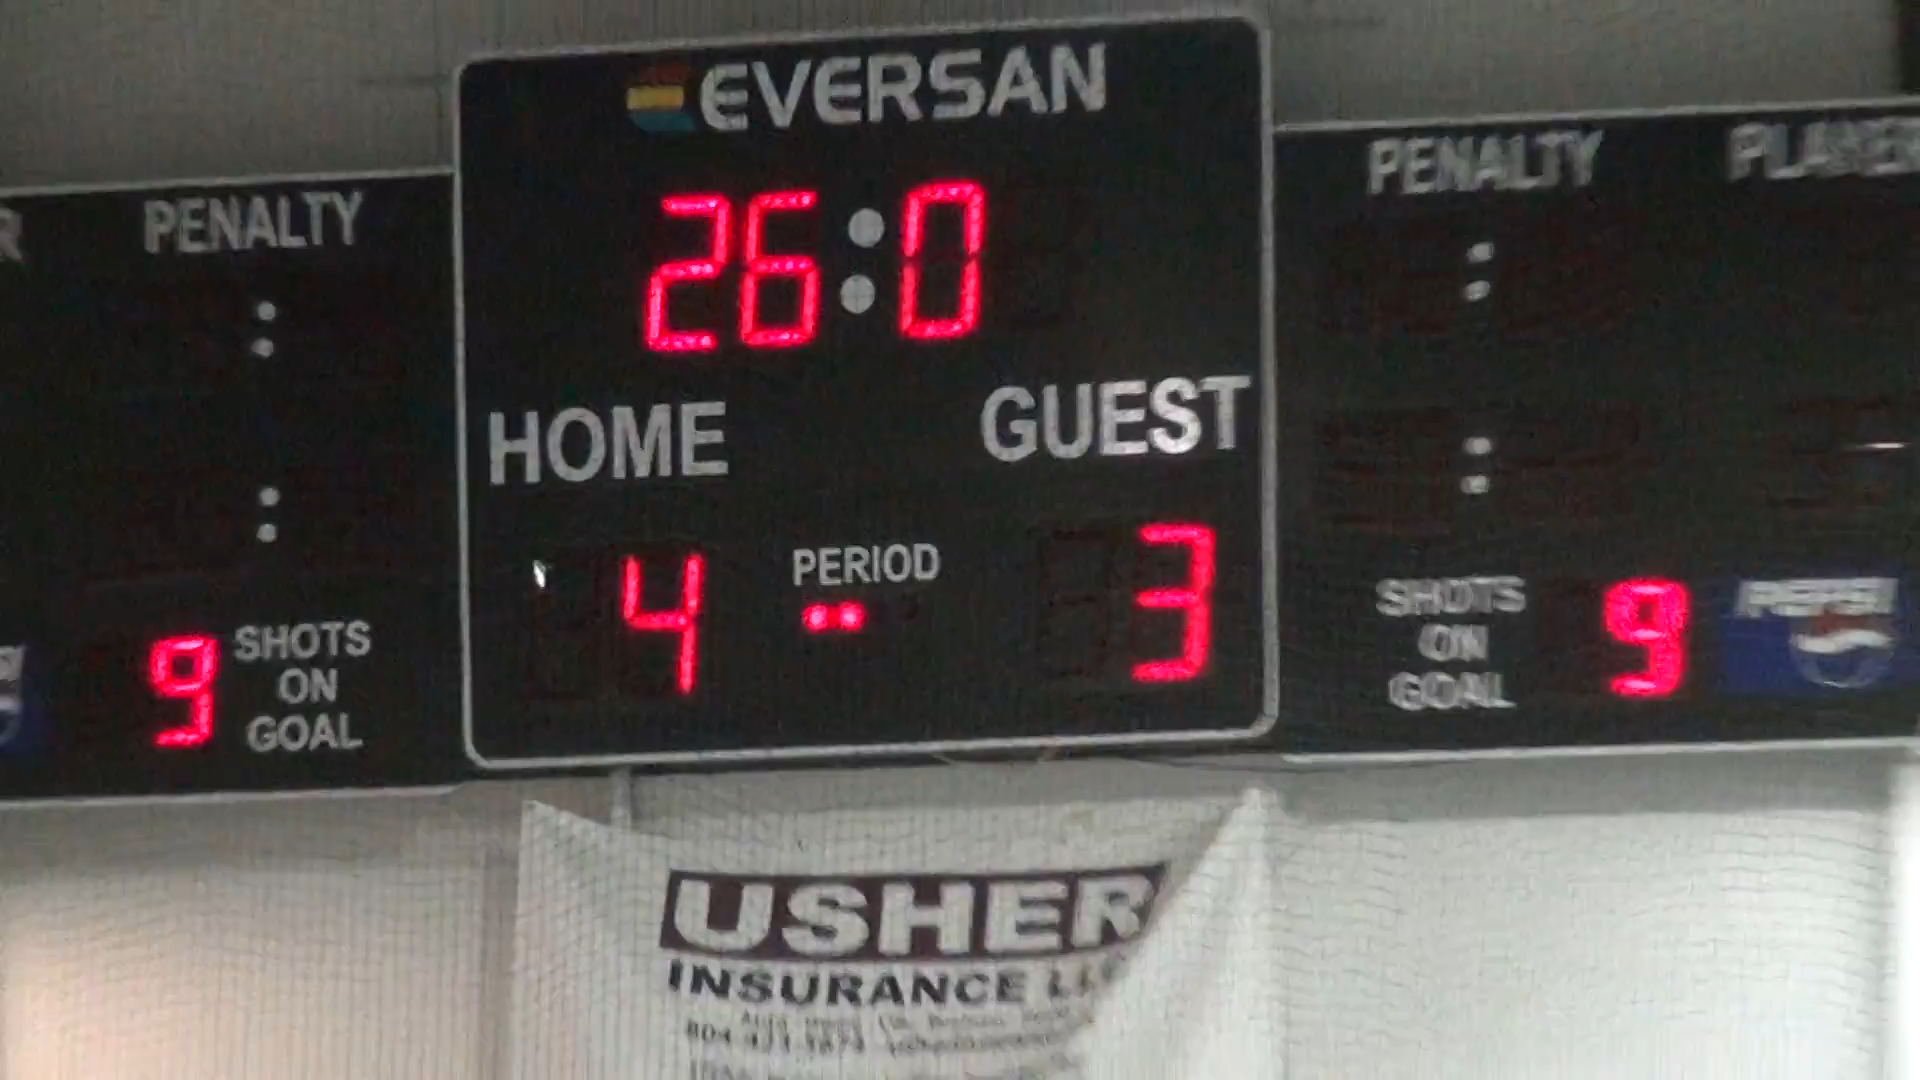 EVERSAN
26:0
PENALTY
PENALTY
HOME
GUEST
PERIOD
4
3
9
SHOTS
ON
GOAL
SHOTS
ON
GOAL
9
PEPSI
USHER
INSURANCE